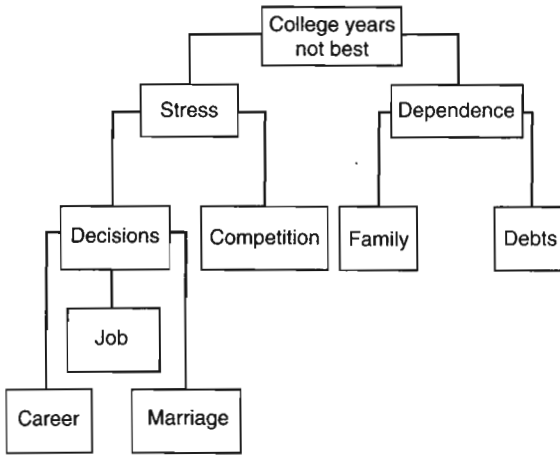 College years
not best
Stress
Dependence
Decisions
Competition
Family
Debts
Job
Career
Marriage